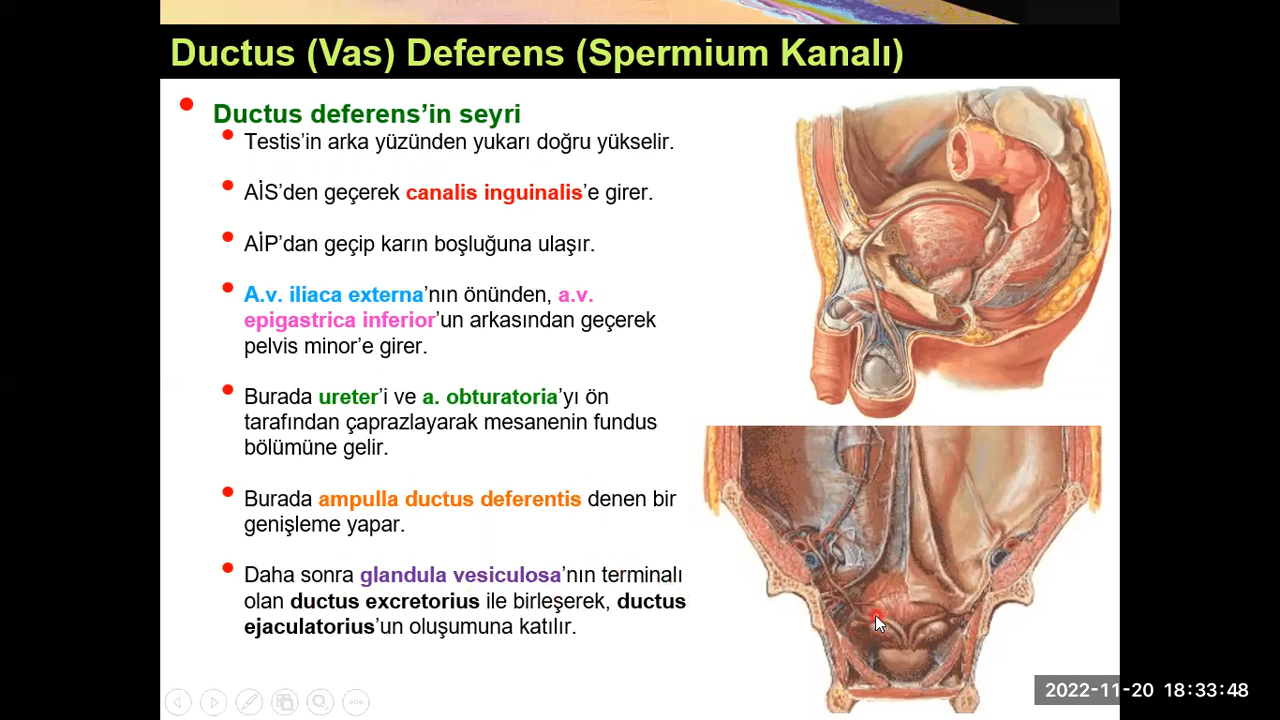 Ductus (Vas) Deferens (Spermium Kanalı)
Ductus deferens’in seyri
Testis’in arka yüzünden yukarı doğru yükselir.
AİS’den geçerek canalis inguinalis’e girer.
AİP’dan geçip karın boşluğuna ulaşır.
A.v. iliaca externa’nın önünden, a.v.
epigastrica inferior’un arkasından geçerek
pelvis minor’e girer.
Burada ureter’i ve a. obturatoria’yı ön
tarafından çaprazlayarak mesanenin fundus
bölümüne gelir.
Burada ampulla ductus deferentis denen bir
genişleme yapar.
Daha sonra glandula vesiculosa’nın terminalı
olan ductus excretorius ile birleşerek, ductus
ejaculatorius’un oluşumuna katılır.
2022-11-20 18:33:48